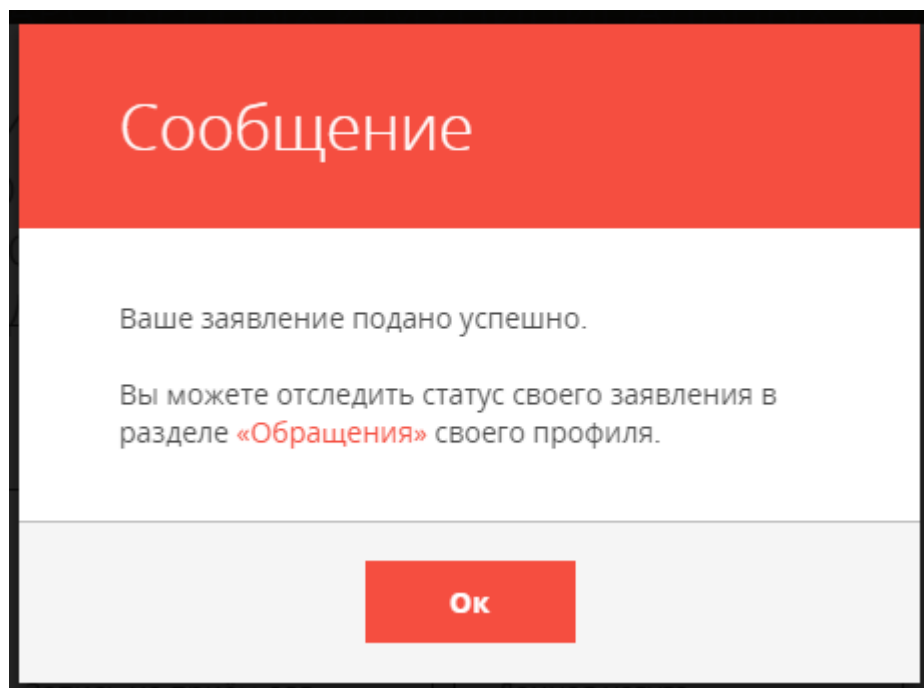 Сообщение
Ваше заявление подано успешно.
Вы можете отследить статус своего заявления в
разделе «Обращения» своего профиля.
Ок